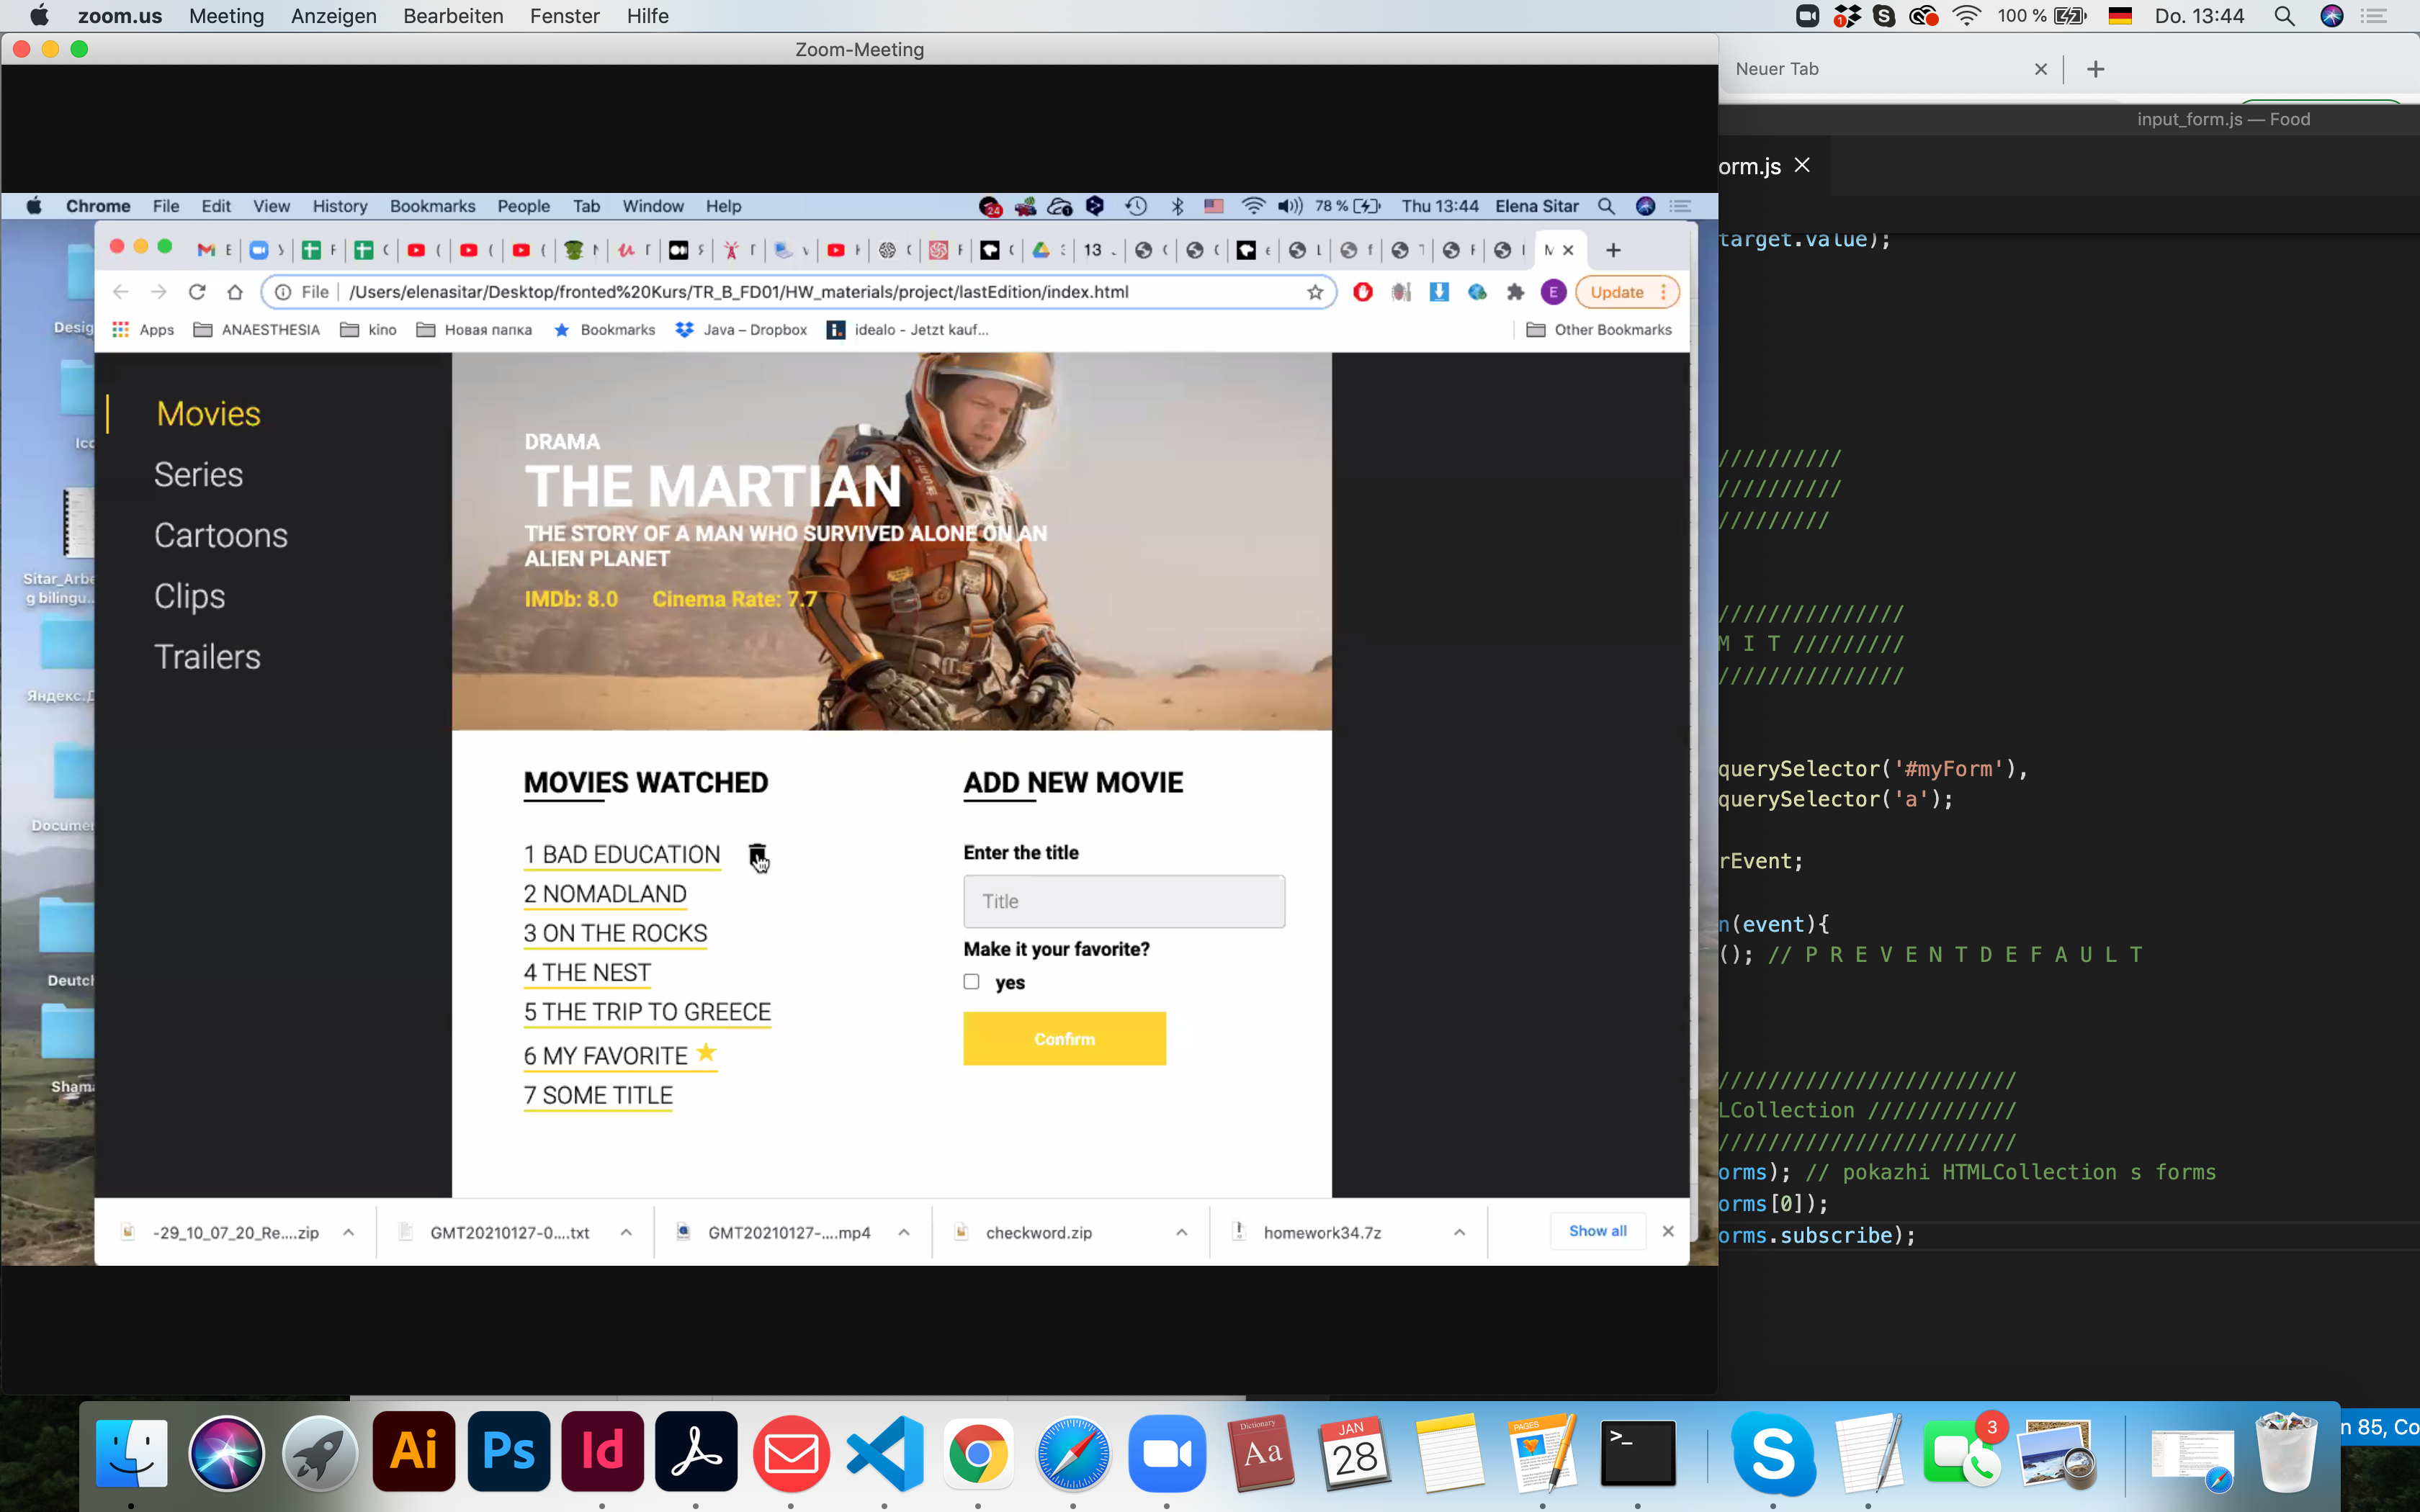 zoom.us Meeting Anzeigen Bearbeiten Fenster Hilfe
1 100 % Do. 13:44
Zoom-Meeting
Neuer Tab
input_form.js — Food
orm.js
Chrome File Edit View History Bookmarks People Tab Window Help
24 78 % Thu 13:44 Elena Sitar
13
File /Users/elenasitar/Desktop/fronted%20Kurs/TR_B_FD01/HW_materials/project/lastEdition/index.html
E Update
Apps ANAESTHESIA kino Новая папка Bookmarks Java – Dropbox idealo - Jetzt kauf... Other Bookmarks
Desig
Ico
Sitar_Arbe
g bilingu...
Яндекс.Д
Documen
Deutch
Shama
Movies
Series
Cartoons
Clips
Trailers
DRAMA
THE MARTIAN
THE STORY OF A MAN WHO SURVIVED ALONE ON AN
ALIEN PLANET
IMDb: 8.0 Cinema Rate: 7.7
MOVIES WATCHED
1 BAD EDUCATION
2 NOMADLAND
3 ON THE ROCKS
4 THE NEST
5 THE TRIP TO GREECE
6 MY FAVORITE
7 SOME TITLE
ADD NEW MOVIE
Enter the title
Title
Make it your favorite?
yes
Confirm
-29_10_07_20_Re....zip GMT20210127-0....txt GMT20210127-....mp4 checkword.zip homework34.7z Show all
target.value);
//////////
//////////
/////////
///////////////
M I T /////////
///////////////
querySelector('#myForm'),
querySelector('a');
rEvent;
n(event){
(); // P R E V E N T D E F A U L T
////////////////////////
LCollection ////////////
////////////////////////
orms); // pokazhi HTMLCollection s forms
orms[0]);
orms.subscribe);
n 85, Co
Ai Ps Id
Dictionary
Aa
JAN
28
PAGES
>_
S
3